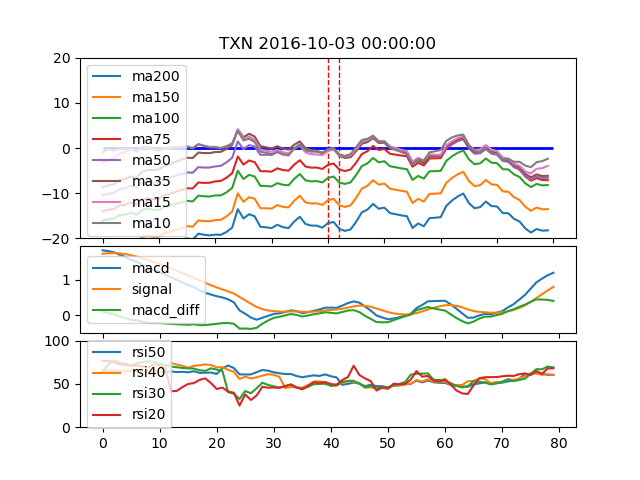 TXN 2016-10-03 00:00:00
20
10
0
−10
−20
ma200
ma150
ma100
ma75
ma50
ma35
ma15
ma10
1
0
macd
signal
macd_diff
100
50
0
rsi50
rsi40
rsi30
rsi20
0 10 20 30 40 50 60 70 80